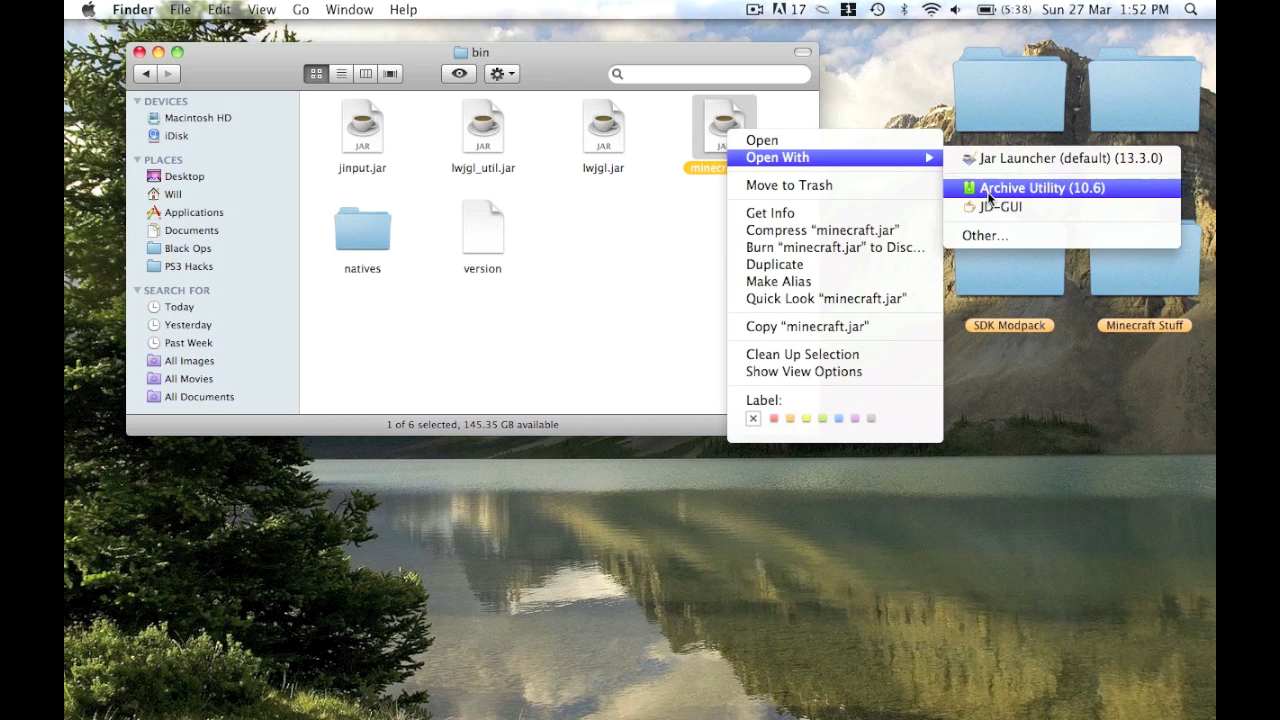 Finder File Edit View Go Window Help
17 (5:38) Sun 27 Mar 1:52 PM
bin
DEVICES
Macintosh HD
iDisk
PLACES
Desktop
Will
Applications
Documents
Black Ops
PS3 Hacks
SEARCH FOR
Today
Yesterday
Past Week
All Images
All Movies
All Documents
JAR JAR JAR JAR
jinput.jar lwjgl_util.jar lwjgl.jar
natives version
1 of 6 selected, 145.35 GB available
Open
Open With
Move to Trash
Get Info
Compress “minecraft.jar”
Burn “minecraft.jar” to Disc…
Duplicate
Make Alias
Quick Look “minecraft.jar”
Copy “minecraft.jar”
Clean Up Selection
Show View Options
Label:
Jar Launcher (default) (13.3.0)
Archive Utility (10.6)
JD-GUI
Other…
SDK Modpack Minecraft Stuff